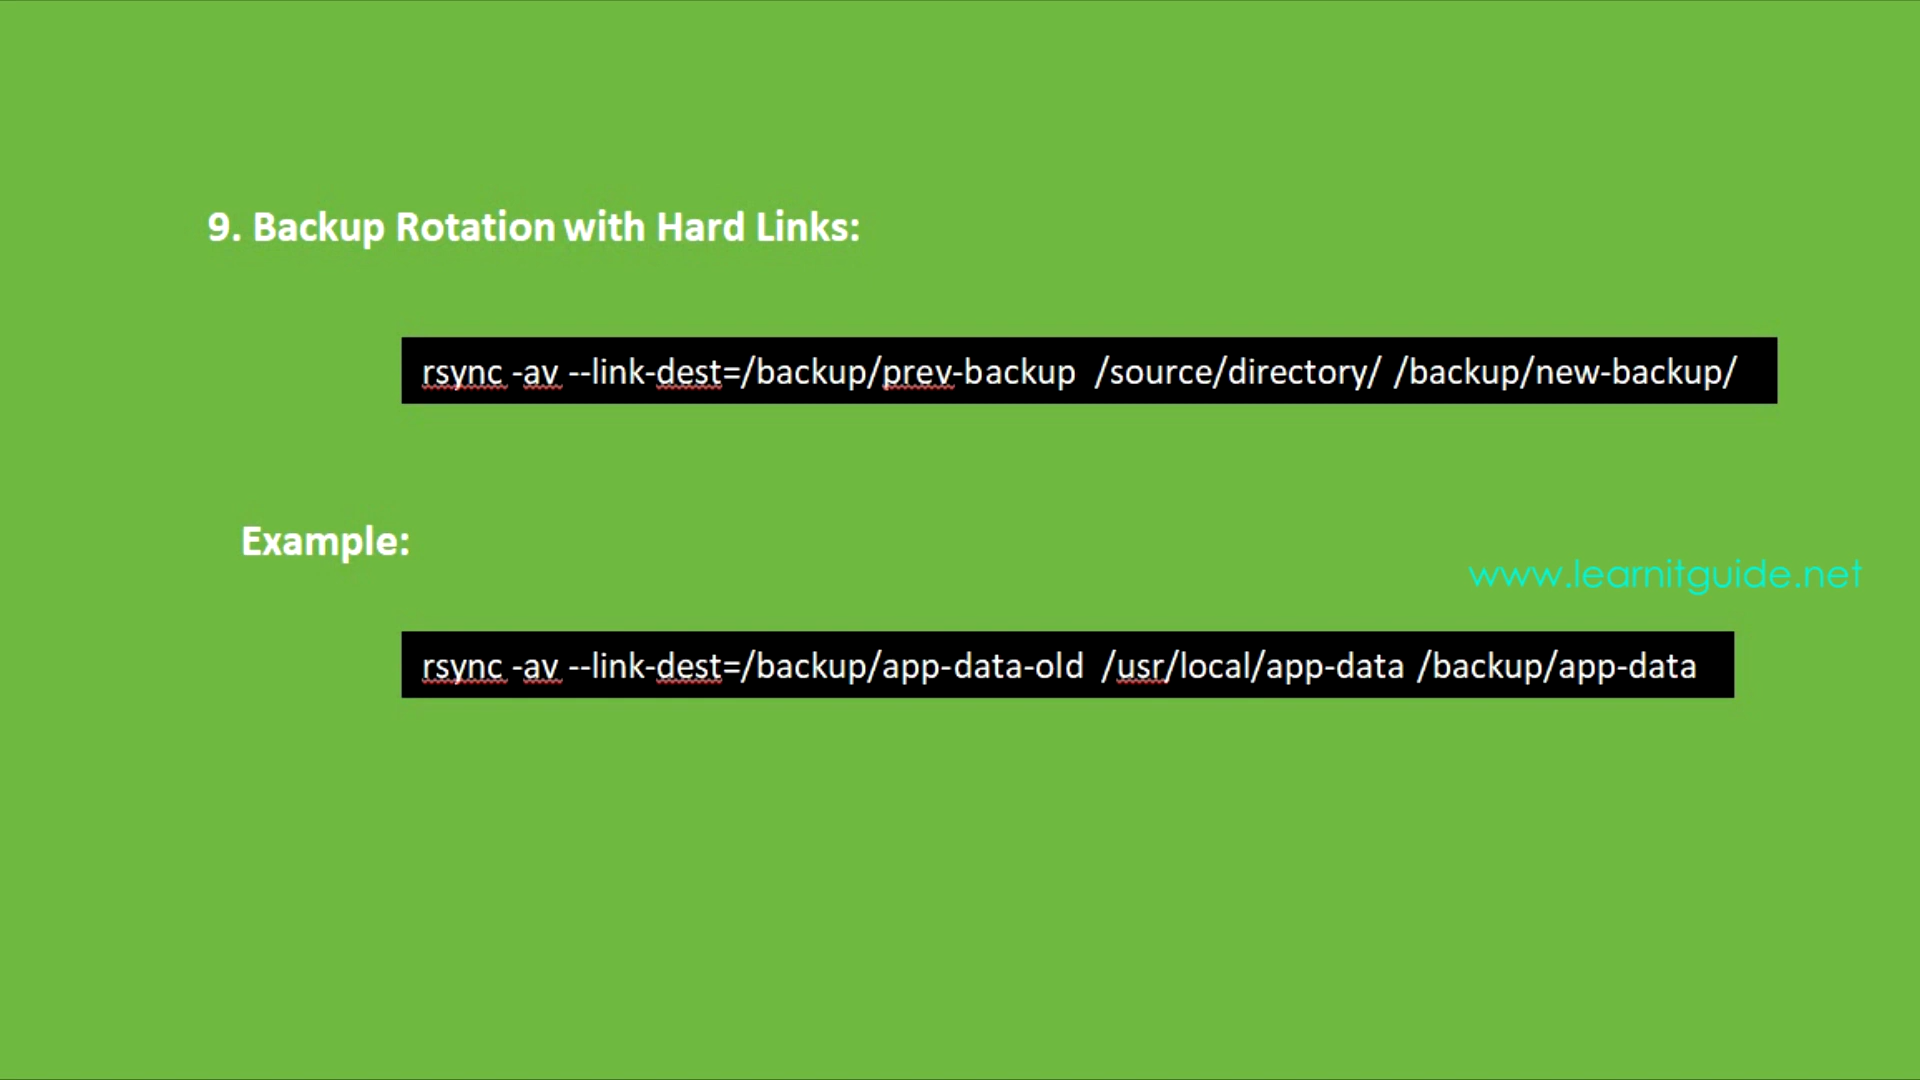 9. Backup Rotation with Hard Links:
rsync -av --link-dest=/backup/prev-backup  /source/directory/ /backup/new-backup/
Example:
www.learnitguide.net
rsync -av --link-dest=/backup/app-data-old  /usr/local/app-data /backup/app-data